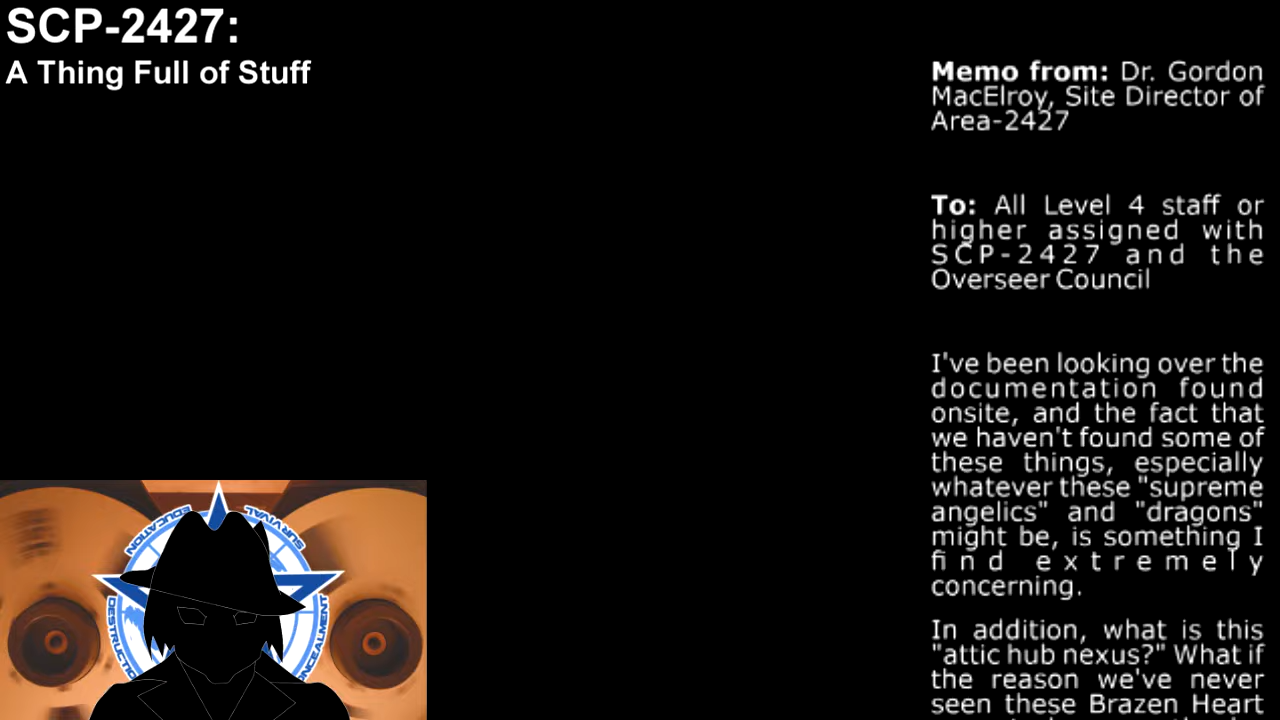 SCP-2427:
A Thing Full of Stuff
Memo from: Dr. Gordon
MacElroy, Site Director of
Area-2427
To: All Level 4 staff or
higher assigned with
SCP-2427 and the
Overseer Council
I've been looking over the
documentation found
onsite, and the fact that
we haven't found some of
these things, especially
whatever these "supreme
angelics" and "dragons"
might be, is something I
find extremely
concerning.
In addition, what is this
"attic hub nexus?" What if
the reason we've never
seen these Brazen Heart
EDUCATION
SURVIVAL